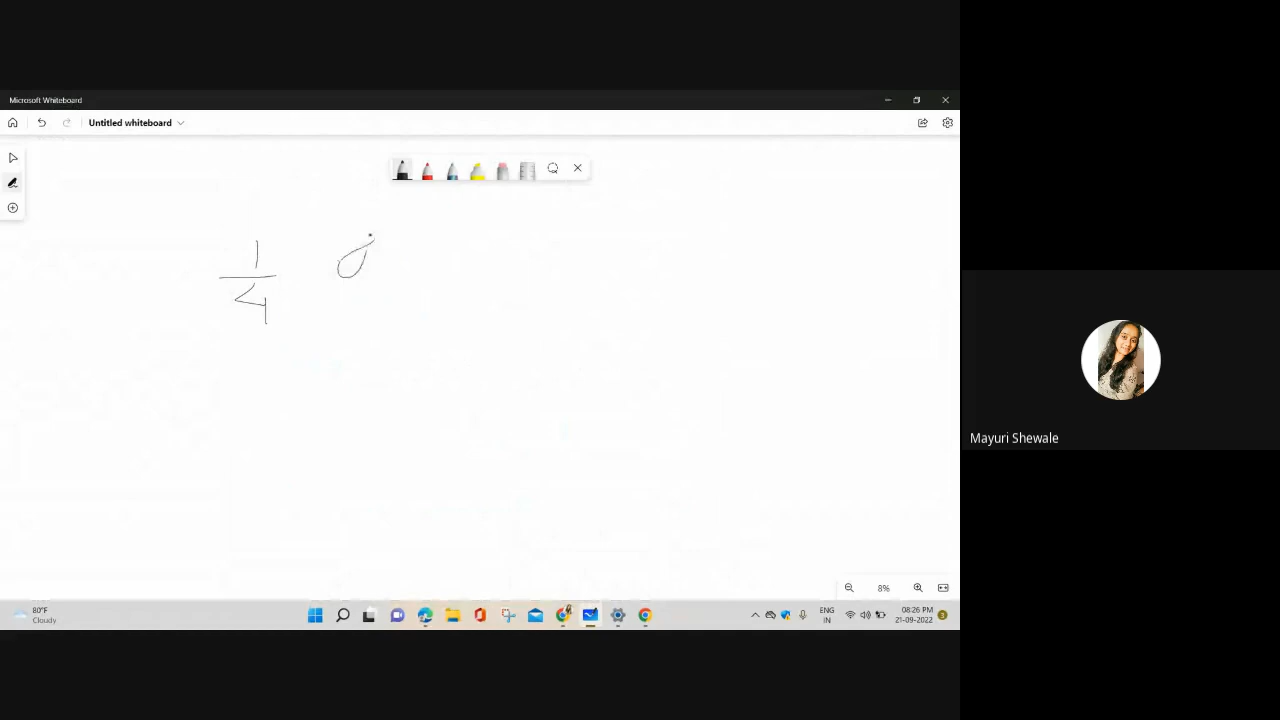 Microsoft Whiteboard
Untitled whiteboard
1
4
Mayuri Shewale
8%
80°F
Cloudy
ENG
IN
08:26 PM
21-09-2022
3